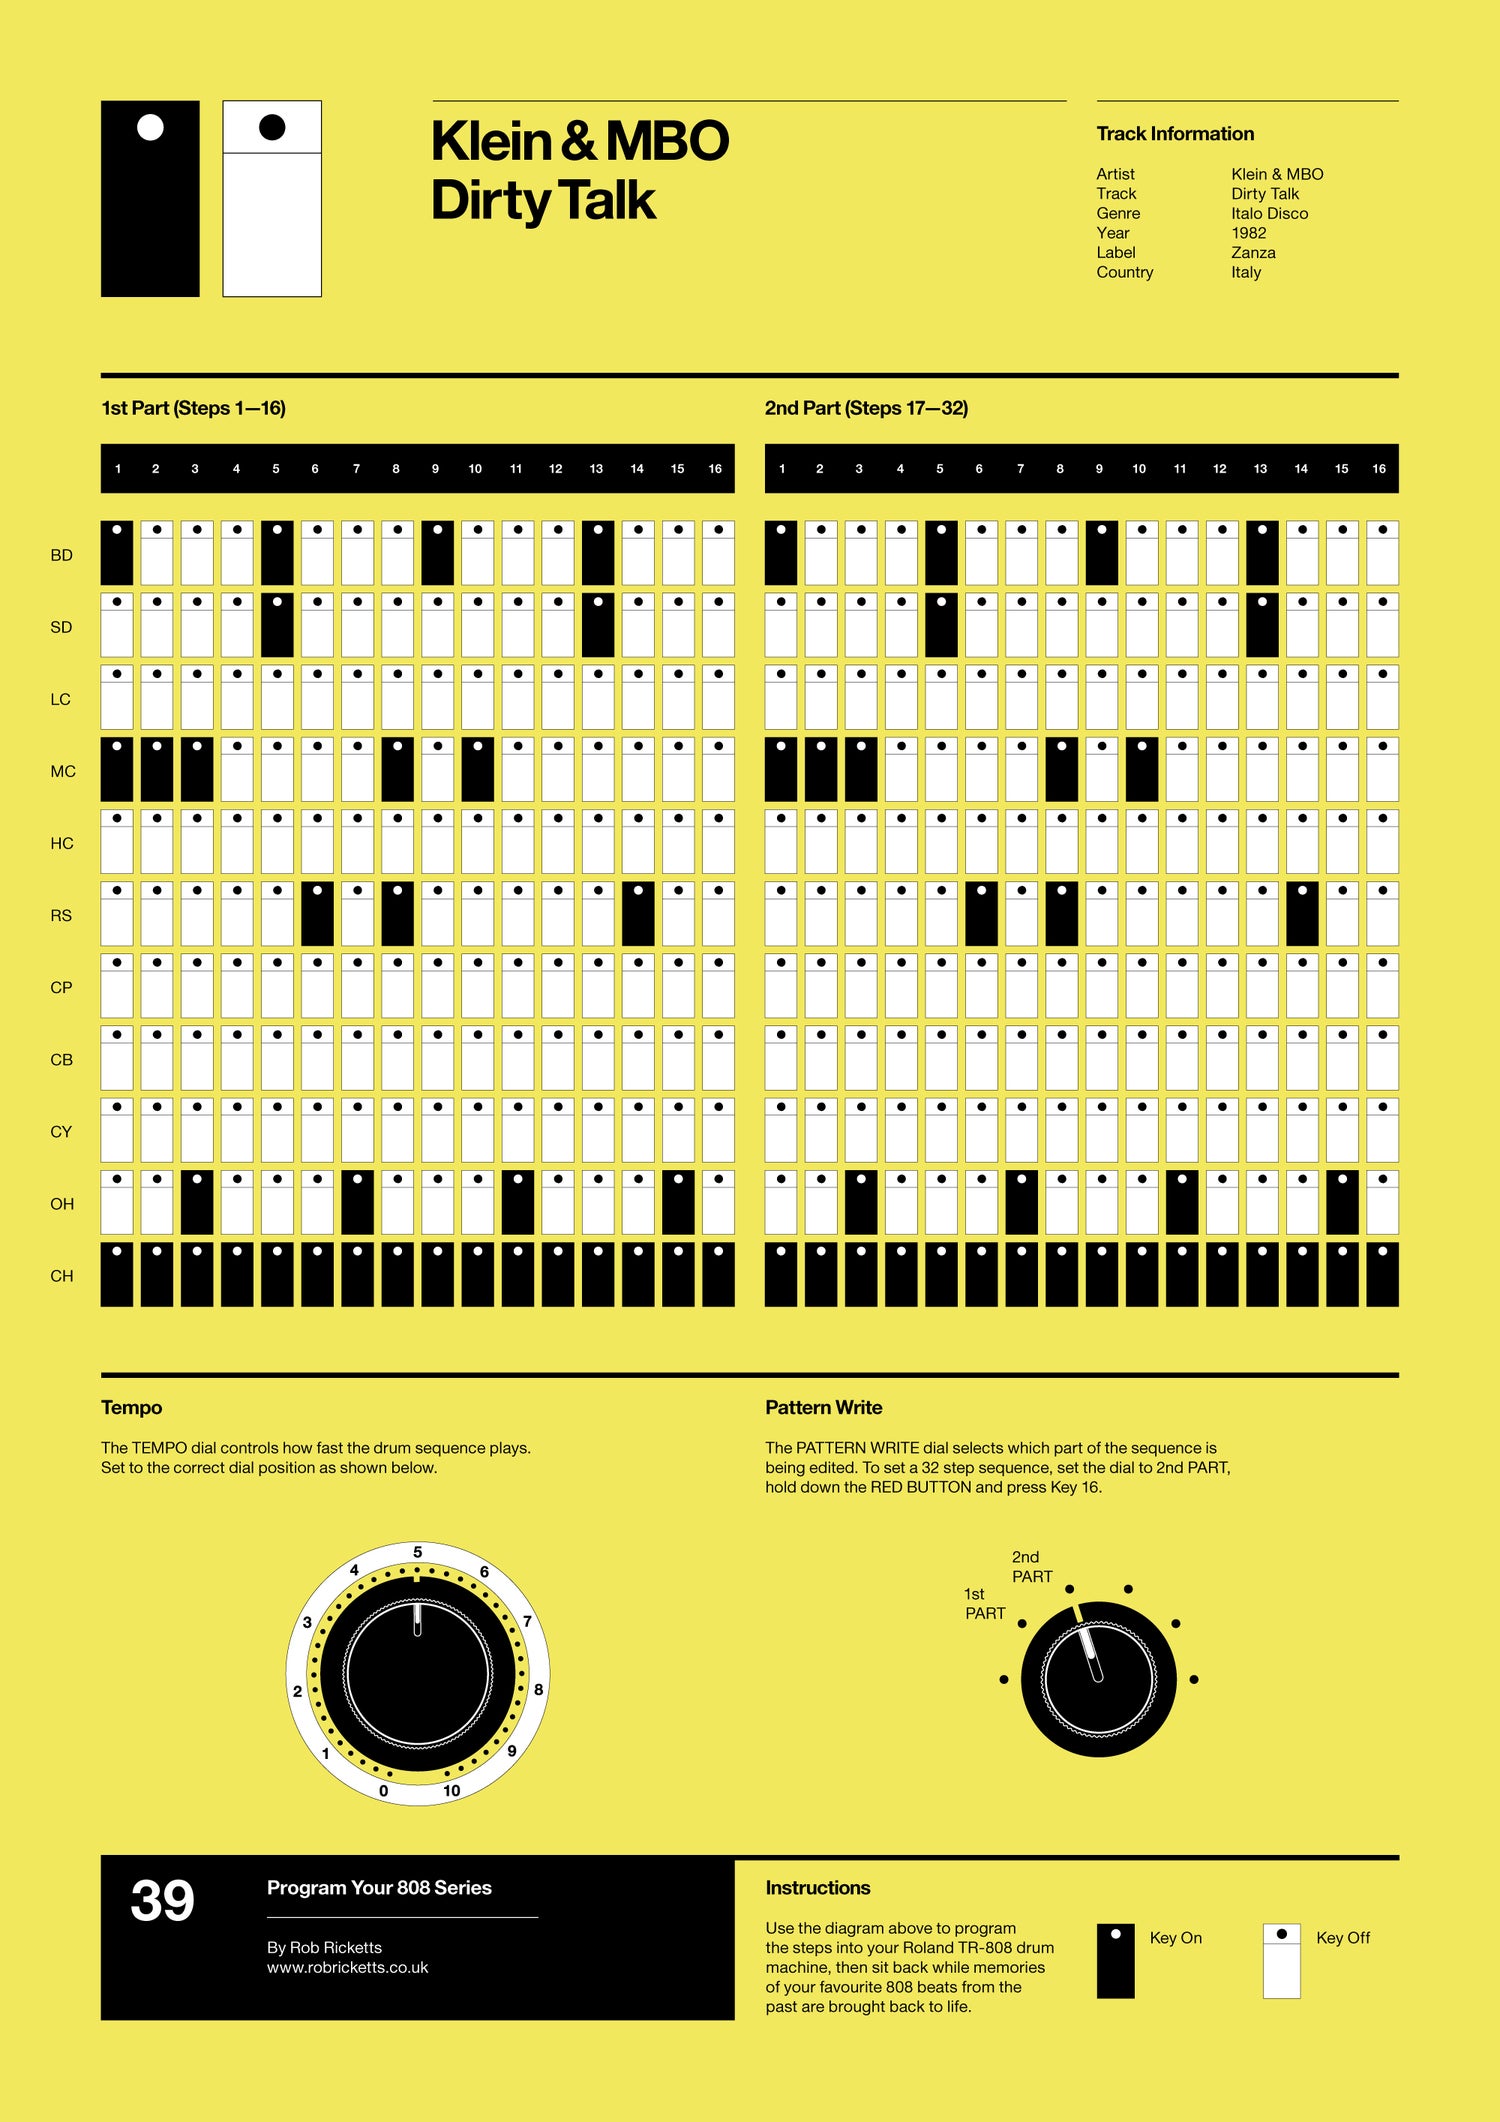 Klein & MBO
Dirty Talk
Track Information
Artist Klein & MBO
Track Dirty Talk
Genre Italo Disco
Year 1982
Label Zanza
Country Italy
1st Part (Steps 1—16)
1 2 3 4 5 6 7 8 9 10 11 12 13 14 15 16
2nd Part (Steps 17—32)
1 2 3 4 5 6 7 8 9 10 11 12 13 14 15 16
BD
SD
LC
MC
HC
RS
CP
CB
CY
OH
CH
Tempo
The TEMPO dial controls how fast the drum sequence plays.
Set to the correct dial position as shown below.
0 1 2 3 4 5 6 7 8 9 10
Pattern Write
The PATTERN WRITE dial selects which part of the sequence is
being edited. To set a 32 step sequence, set the dial to 2nd PART,
hold down the RED BUTTON and press Key 16.
2nd
PART
1st
PART
39
Program Your 808 Series
By Rob Ricketts
www.robricketts.co.uk
Instructions
Use the diagram above to program
the steps into your Roland TR-808 drum
machine, then sit back while memories
of your favourite 808 beats from the
past are brought back to life.
Key On
Key Off